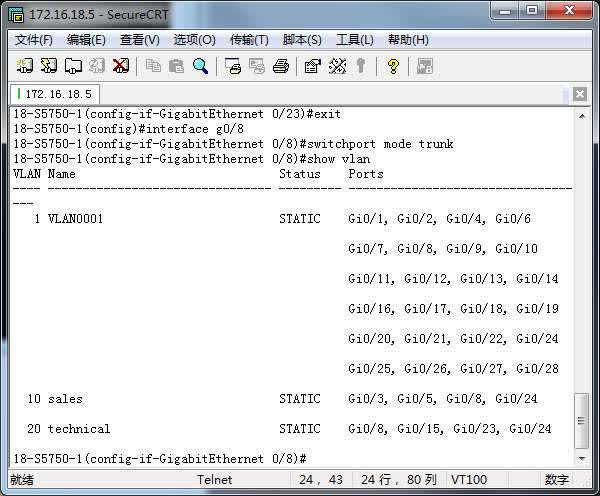 172.16.18.5 - SecureCRT
文件(F) 编辑(E) 查看(V) 选项(O) 传输(T) 脚本(S) 工具(L) 帮助(H)
172.16.18.5
18-S5750-1(config-if-GigabitEthernet 0/23)#exit
18-S5750-1(config)#interface g0/8
18-S5750-1(config-if-GigabitEthernet 0/8)#switchport mode trunk
18-S5750-1(config-if-GigabitEthernet 0/8)#show vlan
VLAN Name                             Status    Ports
---- -------------------------------- --------- --------------------------------
---
   1 VLAN0001                         STATIC    Gi0/1, Gi0/2, Gi0/4, Gi0/6
                                                Gi0/7, Gi0/8, Gi0/9, Gi0/10
                                                Gi0/11, Gi0/12, Gi0/13, Gi0/14
                                                Gi0/16, Gi0/17, Gi0/18, Gi0/19
                                                Gi0/20, Gi0/21, Gi0/22, Gi0/24
                                                Gi0/25, Gi0/26, Gi0/27, Gi0/28
  10 sales                            STATIC    Gi0/3, Gi0/5, Gi0/8, Gi0/24
  20 technical                        STATIC    Gi0/8, Gi0/15, Gi0/23, Gi0/24
18-S5750-1(config-if-GigabitEthernet 0/8)#
就绪 Telnet 24, 43 24 行, 80 列 VT100 数字